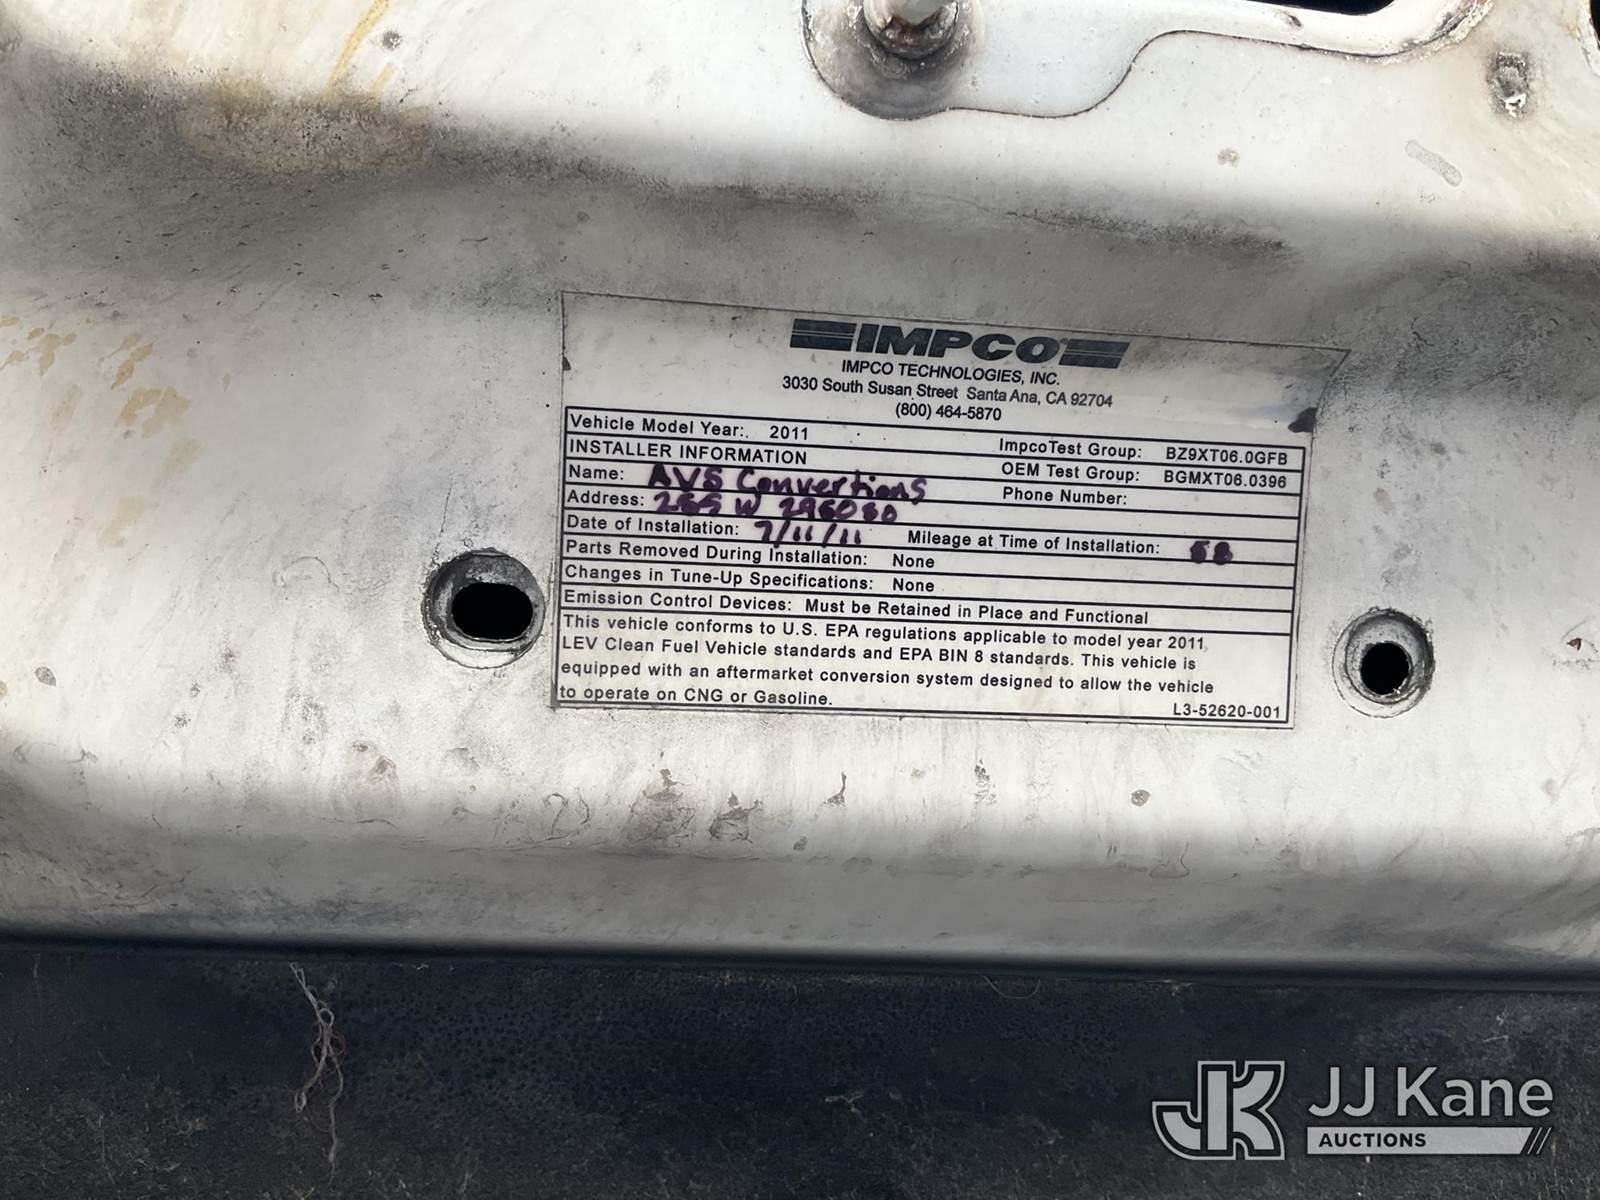 IMPCO
IMPCO TECHNOLOGIES, INC.
3030 South Susan Street Santa Ana, CA 92704
(800) 464-5870
Vehicle Model Year: 2011 ImpcoTest Group: BZ9XT06.0GFB
INSTALLER INFORMATION OEM Test Group: BGMXT06.0396
Name: AVS Convertions Phone Number:
Address: W
Date of Installation: 7/11/11 Mileage at Time of Installation:
Parts Removed During Installation: None
Changes in Tune-Up Specifications: None
Emission Control Devices: Must be Retained in Place and Functional
This vehicle conforms to U.S. EPA regulations applicable to model year 2011
LEV Clean Fuel Vehicle standards and EPA BIN 8 standards. This vehicle is
equipped with an aftermarket conversion system designed to allow the vehicle
to operate on CNG or Gasoline.
L3-52620-001
JK JJ Kane
AUCTIONS